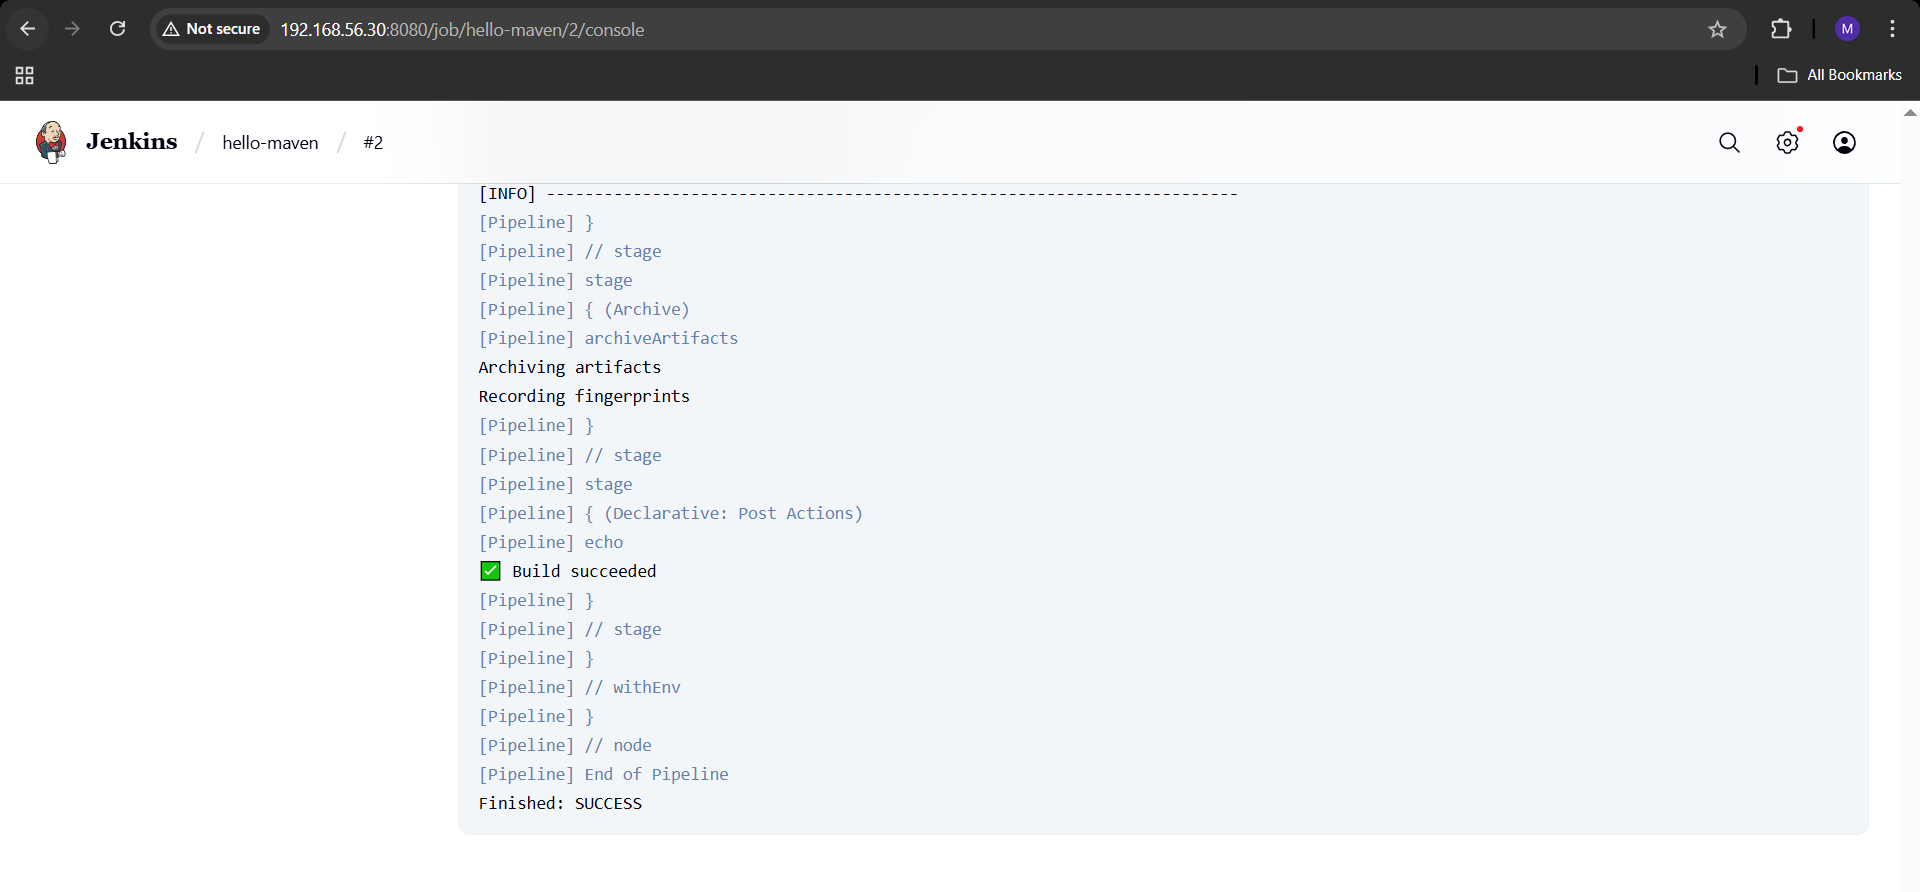 Not secure 192.168.56.30:8080/job/hello-maven/2/console M
All Bookmarks
Jenkins / hello-maven / #2
[INFO] ------------------------------------------------------------------------
[Pipeline] }
[Pipeline] // stage
[Pipeline] stage
[Pipeline] { (Archive)
[Pipeline] archiveArtifacts
Archiving artifacts
Recording fingerprints
[Pipeline] }
[Pipeline] // stage
[Pipeline] stage
[Pipeline] { (Declarative: Post Actions)
[Pipeline] echo
✅ Build succeeded
[Pipeline] }
[Pipeline] // stage
[Pipeline] }
[Pipeline] // withEnv
[Pipeline] }
[Pipeline] // node
[Pipeline] End of Pipeline
Finished: SUCCESS